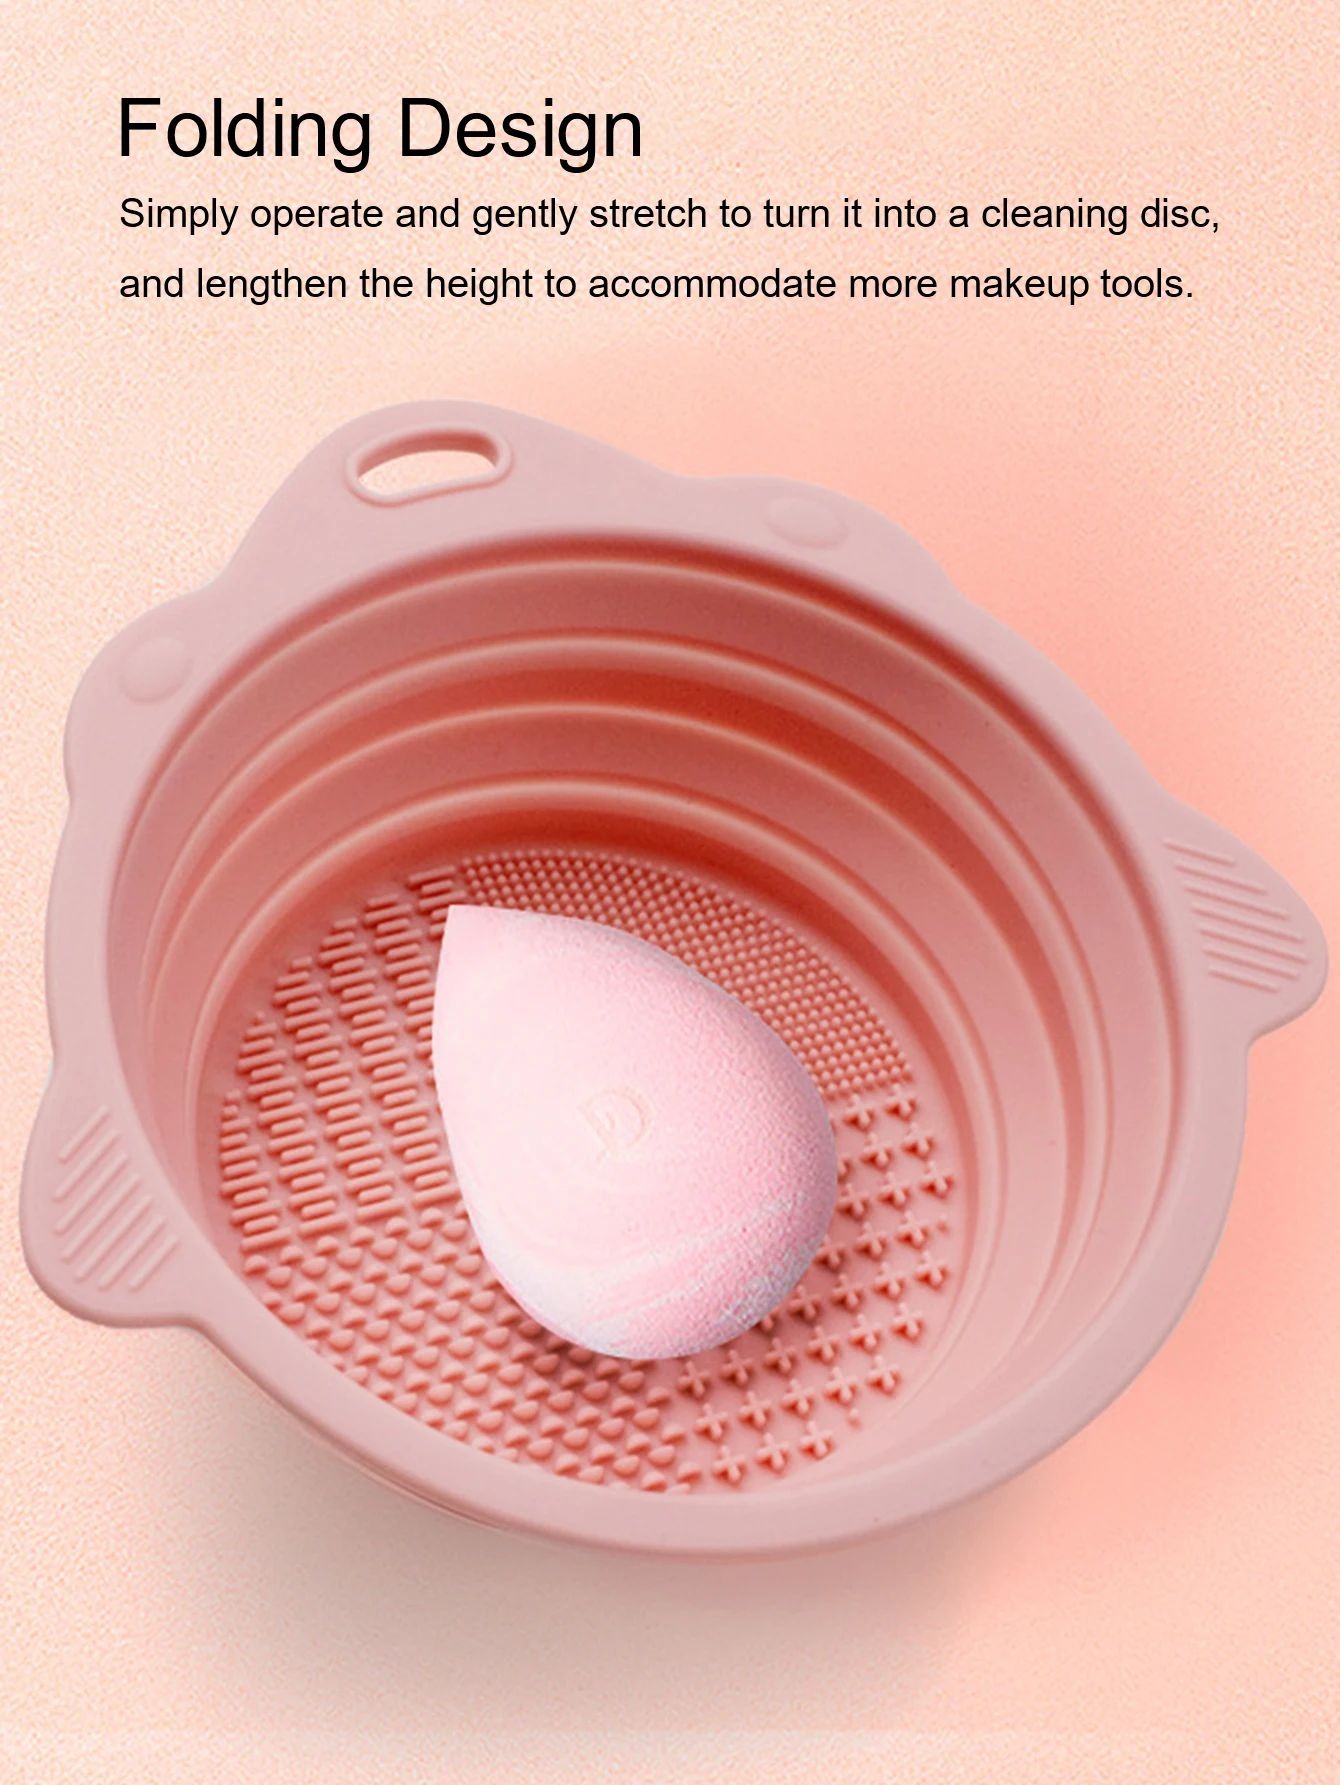 Folding Design
Simply operate and gently stretch to turn it into a cleaning disc,
and lengthen the height to accommodate more makeup tools.